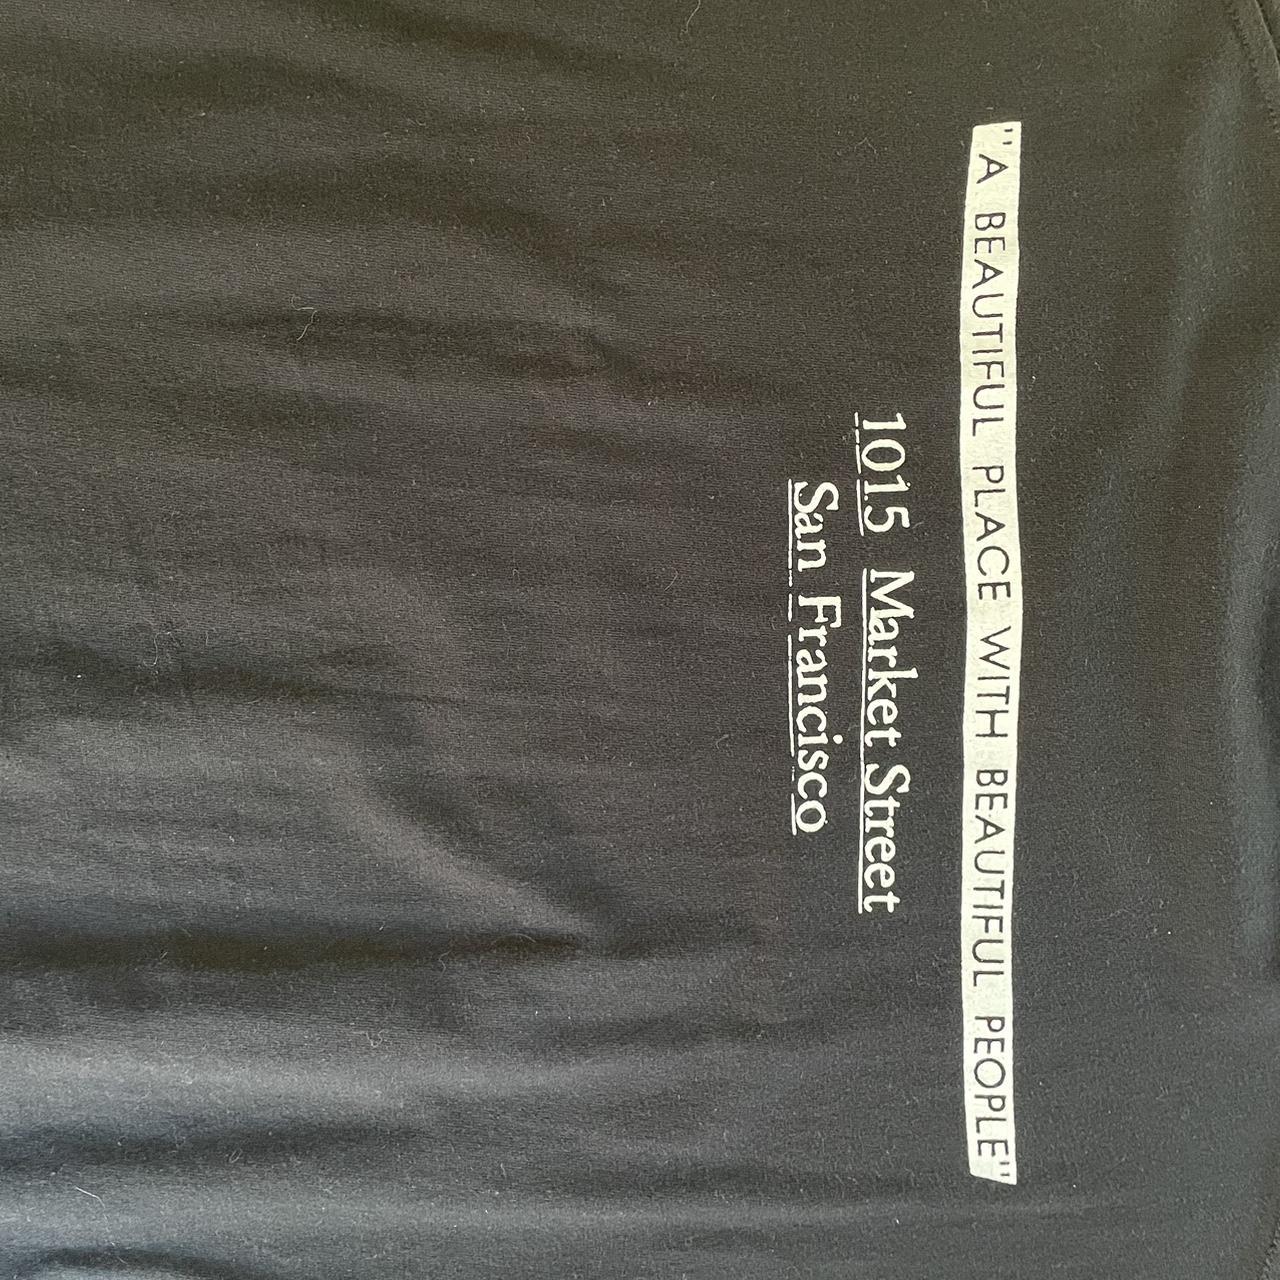 "A BEAUTIFUL PLACE WITH BEAUTIFUL PEOPLE"
1015 Market Street
San Francisco